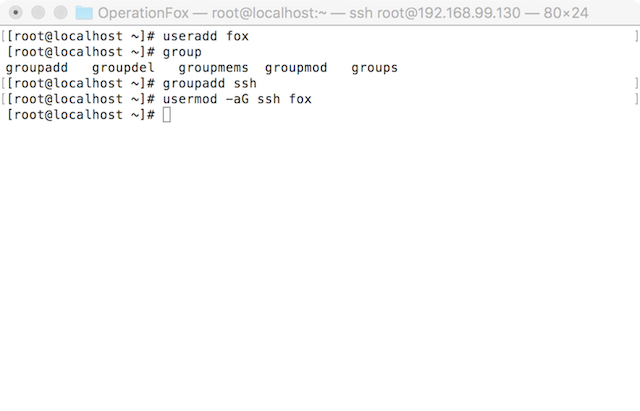 OperationFox — root@localhost:~ — ssh root@192.168.99.130 — 80×24
[[root@localhost ~]# useradd fox ]
[root@localhost ~]# group
groupadd groupdel groupmems groupmod groups
[[root@localhost ~]# groupadd ssh ]
[[root@localhost ~]# usermod -aG ssh fox ]
[root@localhost ~]#